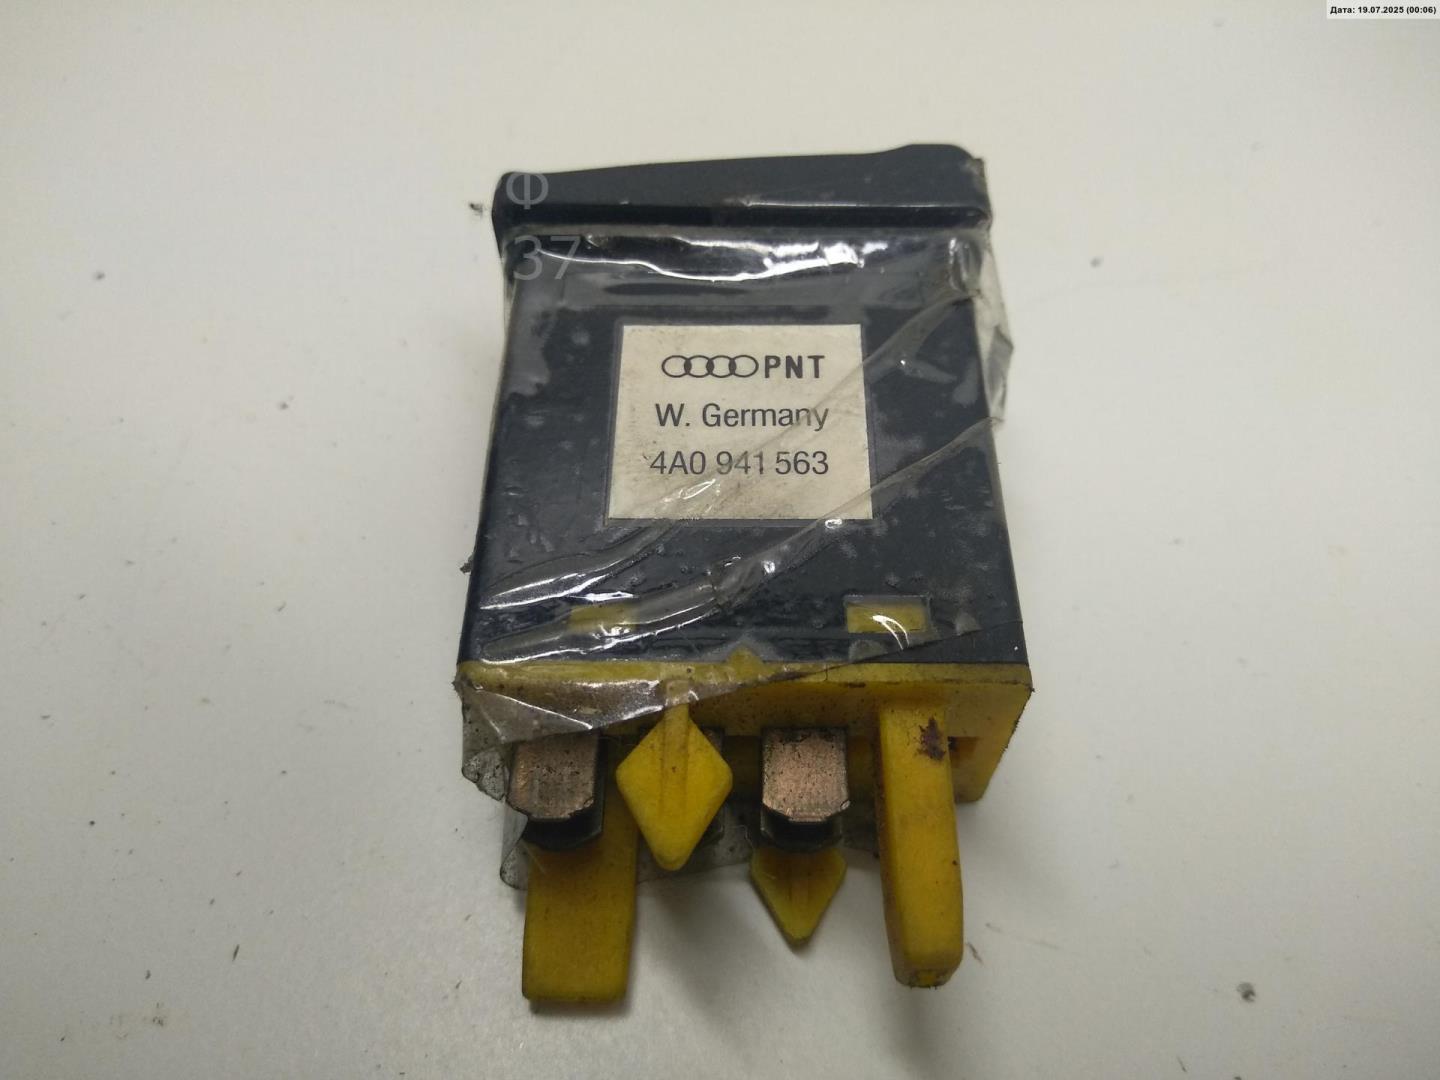 Дата: 19.07.2025 (00:06)
Ф
37
PNT
W. Germany
4A0 941 563